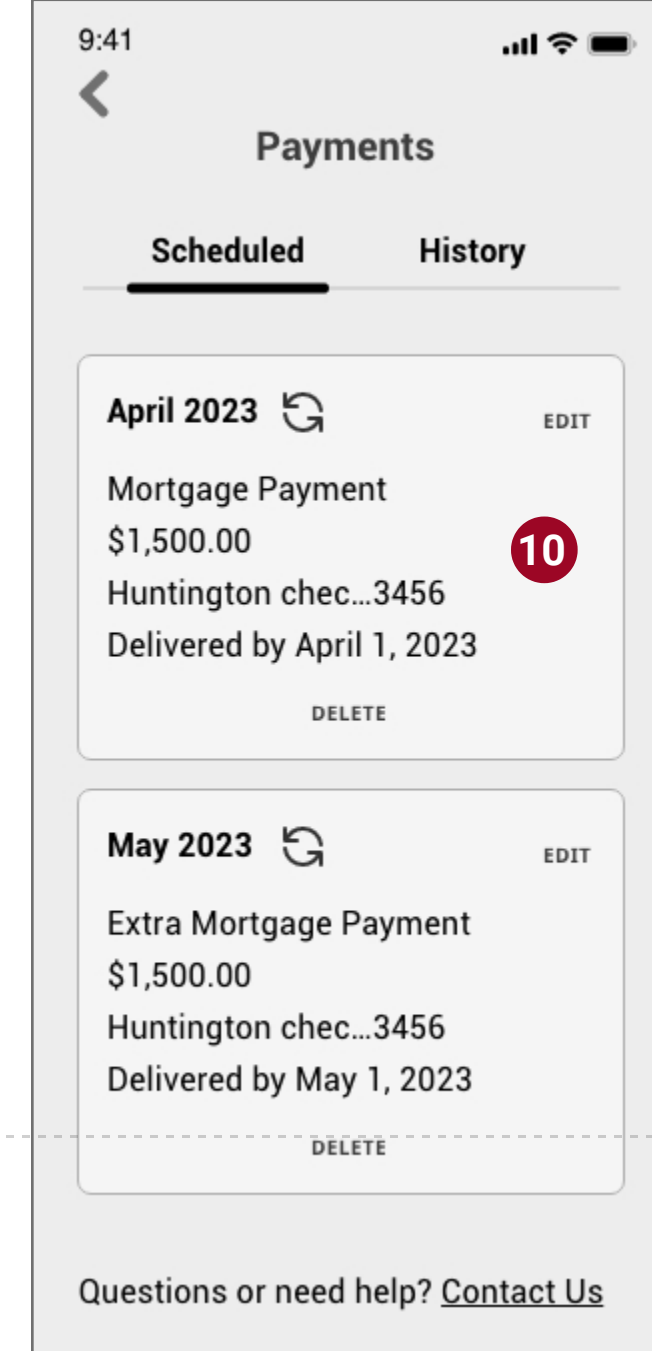 9:41
Payments
Scheduled History
April 2023 EDIT
Mortgage Payment
$1,500.00
10
Huntington chec...3456
Delivered by April 1, 2023
DELETE
May 2023 EDIT
Extra Mortgage Payment
$1,500.00
Huntington chec...3456
Delivered by May 1, 2023
DELETE
Questions or need help? Contact Us